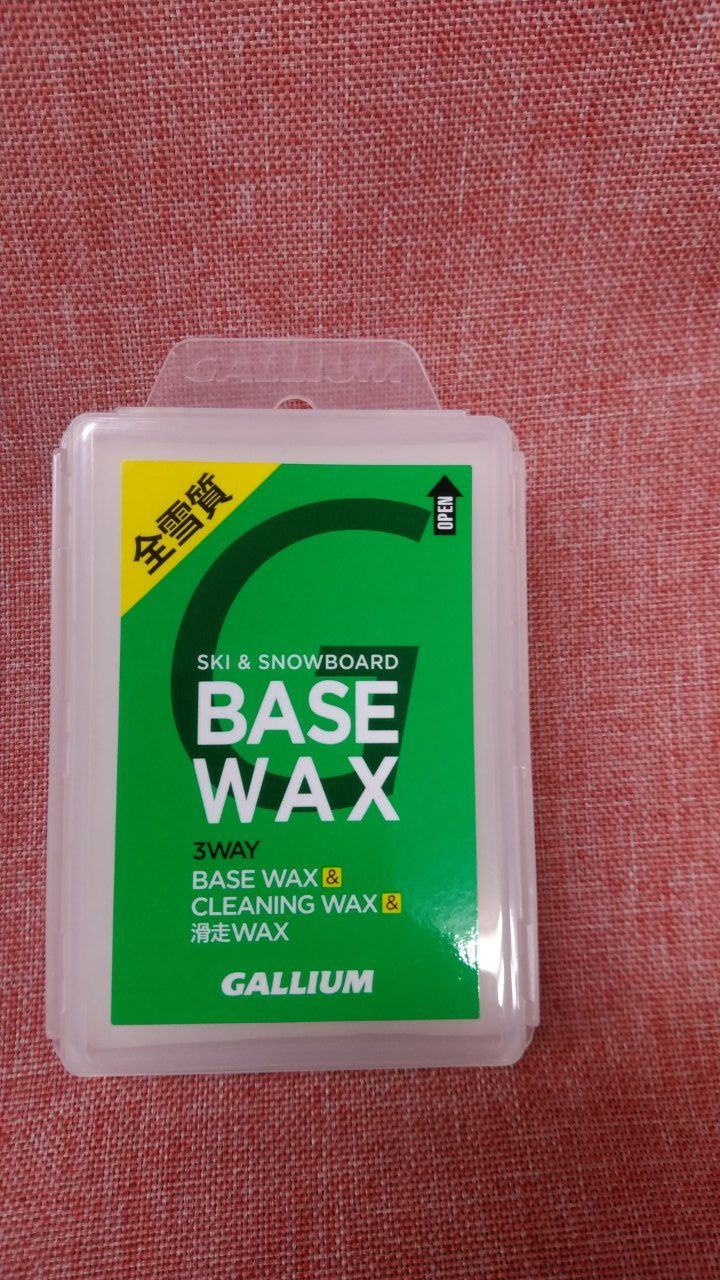 GALLIUM
全雪質
OPEN
SKI & SNOWBOARD
BASE
WAX
3WAY
BASE WAX &
CLEANING WAX &
滑走WAX
GALLIUM